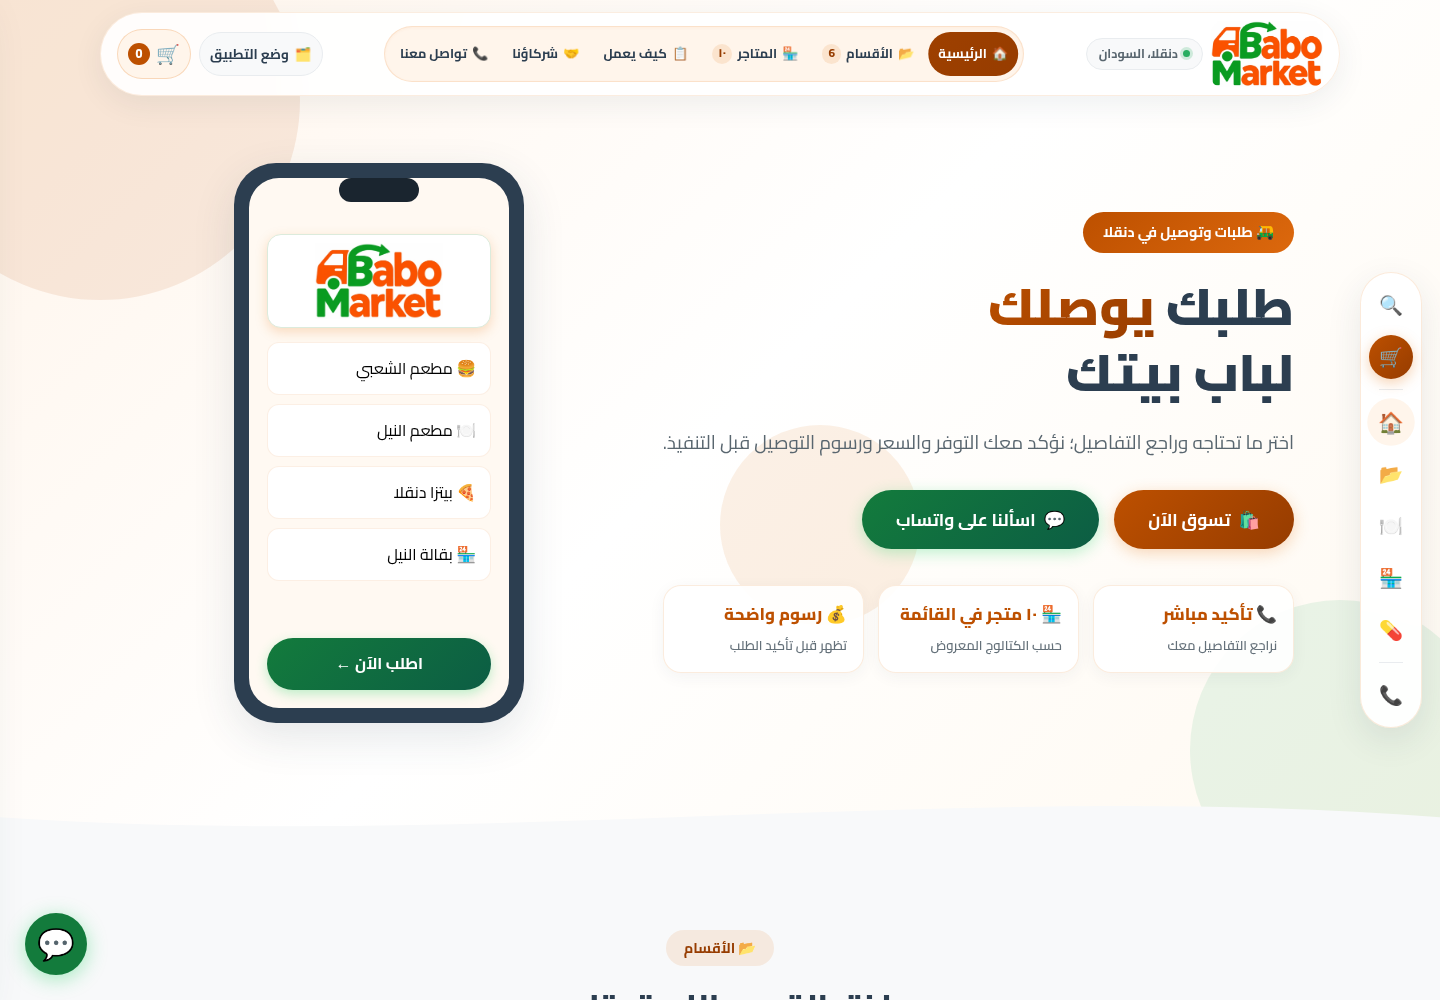 Babo
Market
دنقلا، السودان
الرئيسية
الأقسام 6
المتاجر ١٠
كيف يعمل
شركاؤنا
تواصل معنا
وضع التطبيق
0
طلبات وتوصيل في دنقلا
طلبك يوصلك
لباب بيتك
اختر ما تحتاجه وراجع التفاصيل؛ نؤكد معك التوفر والسعر ورسوم التوصيل قبل التنفيذ.
تسوق الآن
اسألنا على واتساب
تأكيد مباشر
نراجع التفاصيل معك
١٠ متجر في القائمة
حسب الكتالوج المعروض
رسوم واضحة
تظهر قبل تأكيد الطلب
Babo
Market
مطعم الشعبي
مطعم النيل
بيتزا دنقلا
بقالة النيل
اطلب الآن ←
الأقسام